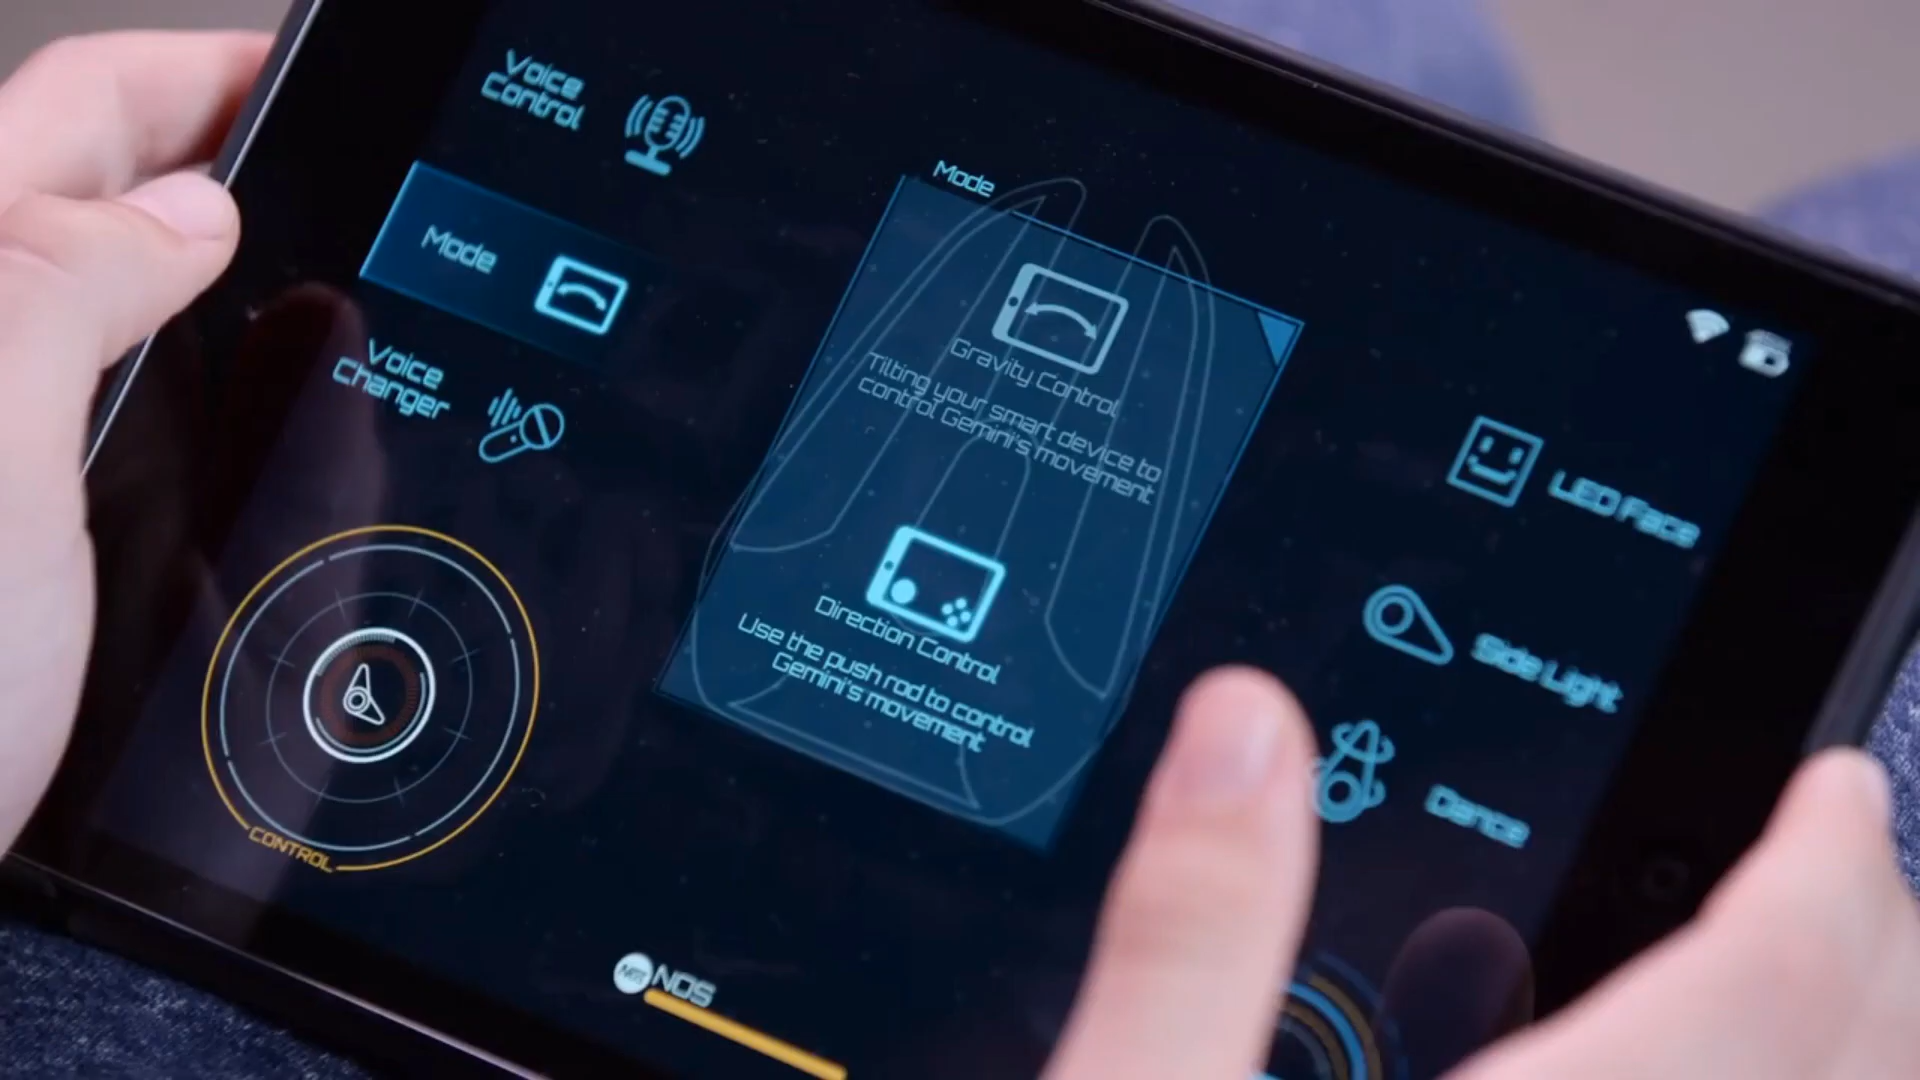 Voice
Control
Mode
Voice
Changer
CONTROL
Mode
Gravity Control
Tilting your smart device to
control Gemini's movement
Direction Control
Use the push rod to control
Gemini's movement
LED Face
Side Light
Dance
NOS